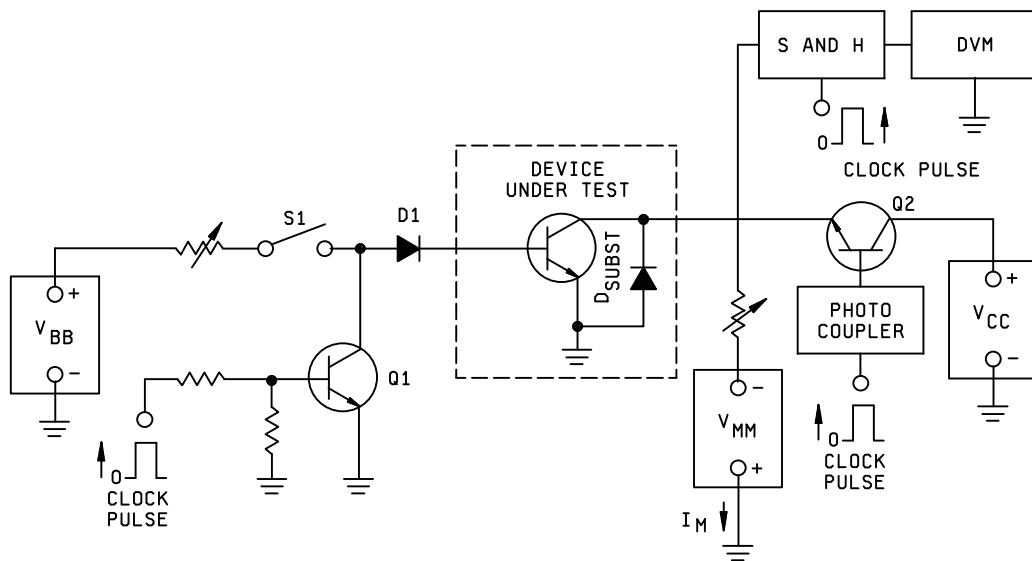 S AND H
DVM
0
CLOCK PULSE
DEVICE
UNDER TEST
S1
D1
Q2
D SUBST
+
V BB
-
+
V CC
-
PHOTO
COUPLER
Q1
-
V MM
+
0
CLOCK
PULSE
0
CLOCK
PULSE
I M